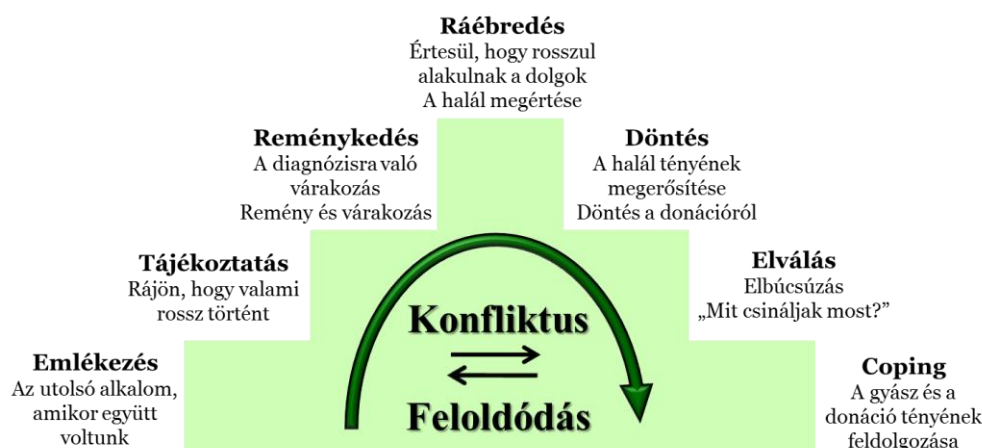 Ráébredés
Értesül, hogy rosszul
alakulnak a dolgok
A halál megértése
Reménykedés
A diagnózisra való
várakozás
Remény és várakozás
Döntés
A halál tényének
megerősítése
Döntés a donációról
Tájékoztatás
Rájön, hogy valami
rossz történt
Elválás
Elbúcsúzás
„Mit csináljak most?”
Emlékezés
Az utolsó alkalom,
amikor együtt
voltunk
Konfliktus
Feloldódás
Coping
A gyász és a
donáció tényének
feldolgozása